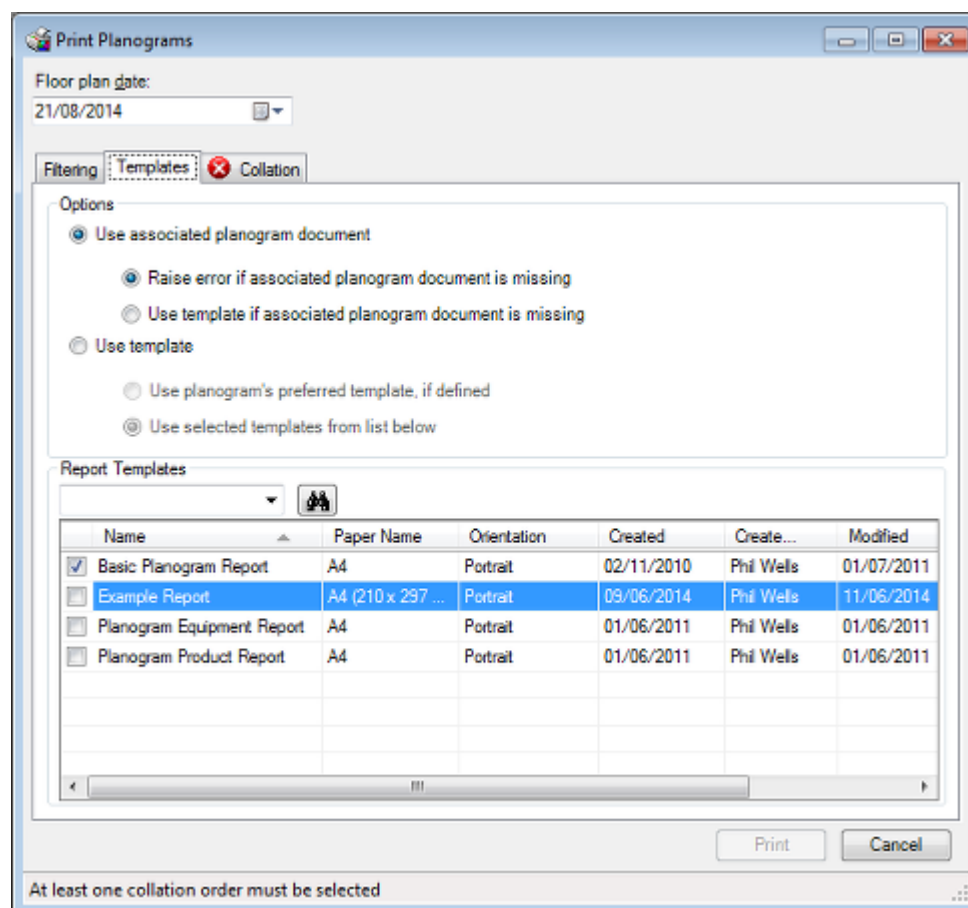 Print Planograms
Floor plan date:
21/08/2014
Filtering Templates Collation
Options
Use associated planogram document
Raise error if associated planogram document is missing
Use template if associated planogram document is missing
Use template
Use planogram's preferred template, if defined
Use selected templates from list below
Report Templates
Name Paper Name Orientation Created Create... Modified
Basic Planogram Report A4 Portrait 02/11/2010 Phil Wells 01/07/2011
Example Report A4 (210 x 297 ... Portrait 09/06/2014 Phil Wells 11/06/2014
Planogram Equipment Report A4 Portrait 01/06/2011 Phil Wells 01/06/2011
Planogram Product Report A4 Portrait 01/06/2011 Phil Wells 01/06/2011
Print Cancel
At least one collation order must be selected